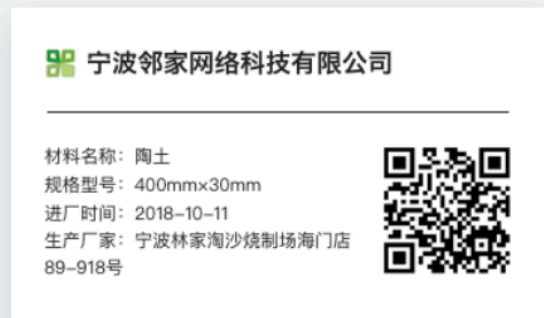 宁波邻家网络科技有限公司
材料名称：陶土
规格型号：400mm×30mm
进厂时间：2018-10-11
生产厂家：宁波林家淘沙烧制场海门店
89-918号